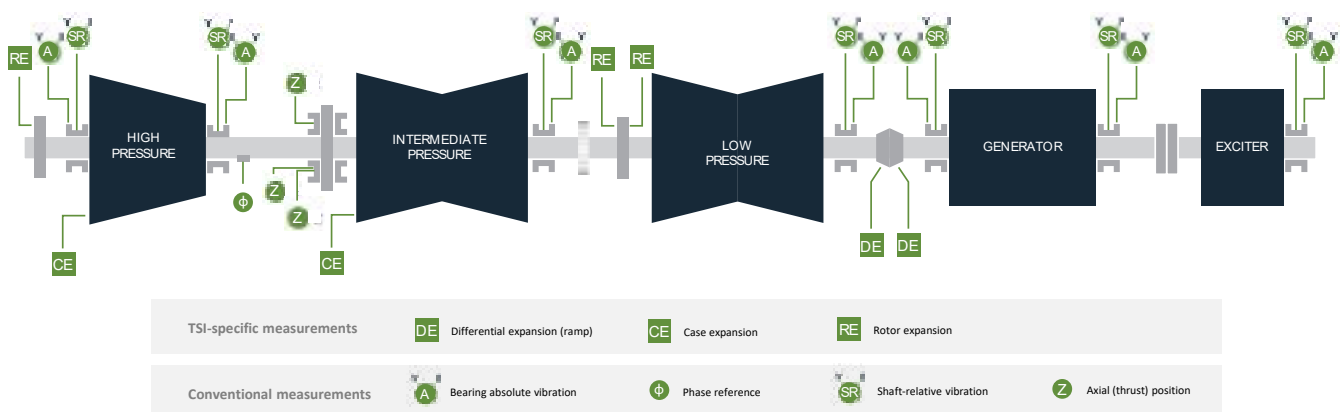 SR SR SR SR SR SR SR
RE A A A RE RE A A A A
Z
HIGH
PRESSURE
INTERMEDIATE
PRESSURE
LOW
PRESSURE
GENERATOR
EXCITER
Z
Φ
Z
CE
CE
DE DE
TSI-specific measurements DE Differential expansion (ramp) CE Case expansion RE Rotor expansion
Conventional measurements A Bearing absolute vibration Φ Phase reference SR Shaft-relative vibration Z Axial (thrust) position